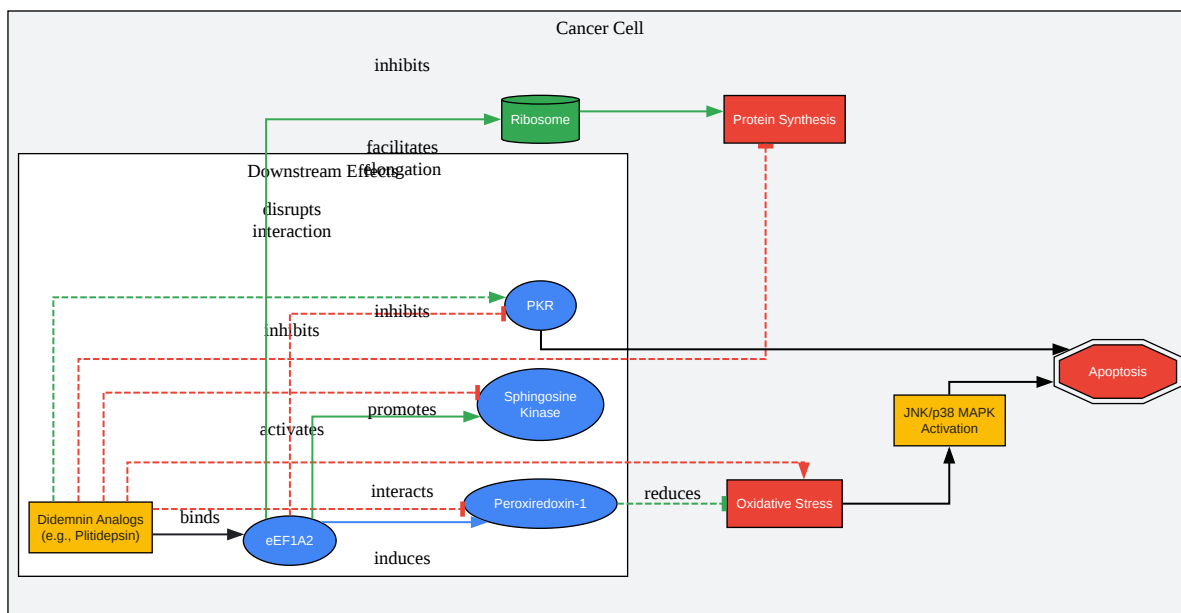 Cancer Cell
inhibits
Ribosome
Protein Synthesis
facilitates
elongation
Downstream Effects
disrupts
interaction
PKR
inhibits
inhibits
Apoptosis
Sphingosine
Kinase
promotes
activates
JNK/p38 MAPK
Activation
interacts
reduces
Peroxiredoxin-1
Oxidative Stress
Didemnin Analogs
(e.g., Plitidepsin)
binds
eEF1A2
induces